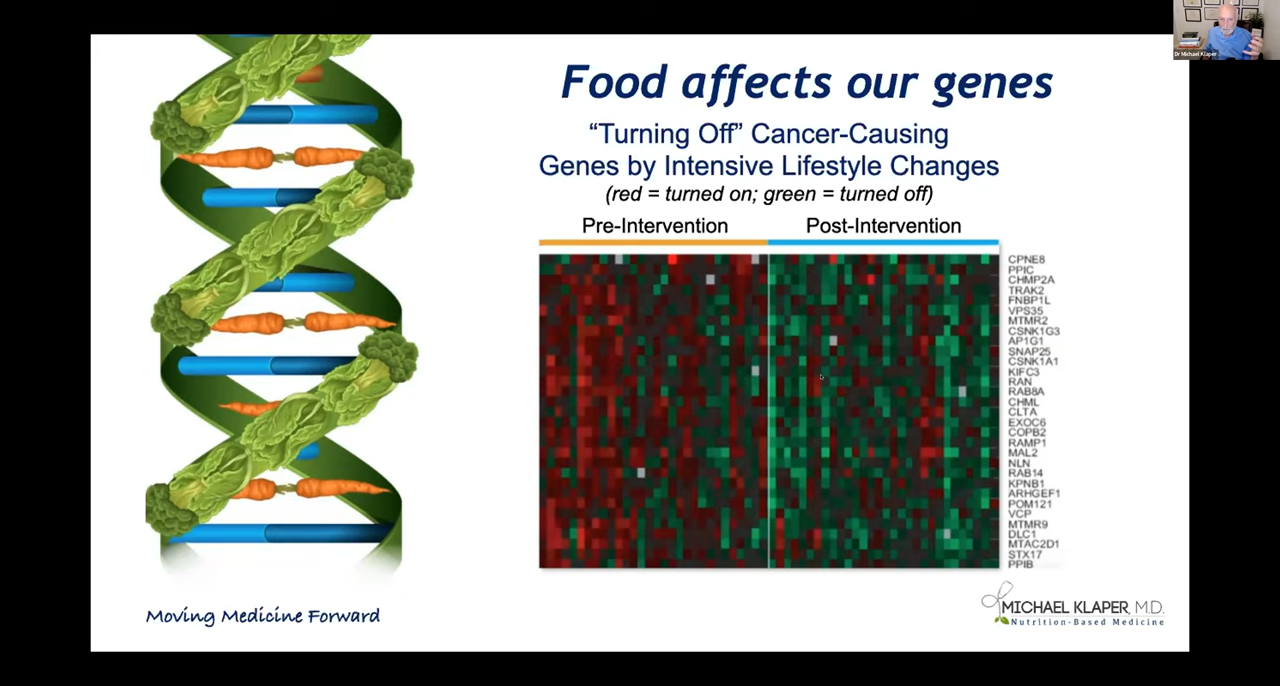 Dr Michael Klaper
Food affects our genes
“Turning Off” Cancer-Causing
Genes by Intensive Lifestyle Changes
(red = turned on; green = turned off)
Pre-Intervention
Post-Intervention
CPNE8
PPIC
CHMP2A
TRAK2
FNBP1L
VPS35
MTMR2
CSNK1G3
AP1G1
SNAP25
CSNK1A1
KIFC3
RAN
RAB8A
CHML
CLTA
EXOC6
COPB2
RAMP1
MAL2
NLN
RAB14
KPNB1
ARHGEF1
POM121
VCP
MTMR9
DLC1
MTAC2D1
STX17
PPIB
Moving Medicine Forward
MICHAEL KLAPER, M.D.
Nutrition-Based Medicine